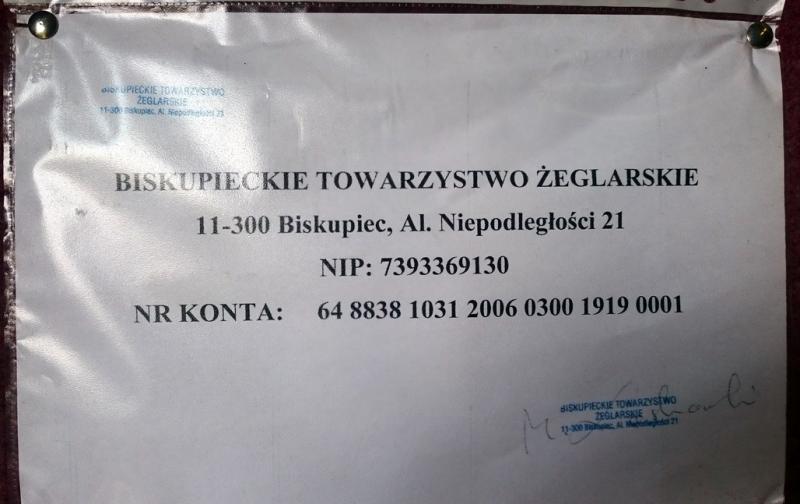 BISKUPIECKIE TOWARZYSTWO
ŻEGLARSKIE
11-300 Biskupiec, Al. Niepodległości 21
BISKUPIECKIE TOWARZYSTWO ŻEGLARSKIE
11-300 Biskupiec, Al. Niepodległości 21
NIP: 7393369130
NR KONTA: 64 8838 1031 2006 0300 1919 0001
BISKUPIECKIE TOWARZYSTWO
ŻEGLARSKIE
11-300 Biskupiec, Al. Niepodległości 21